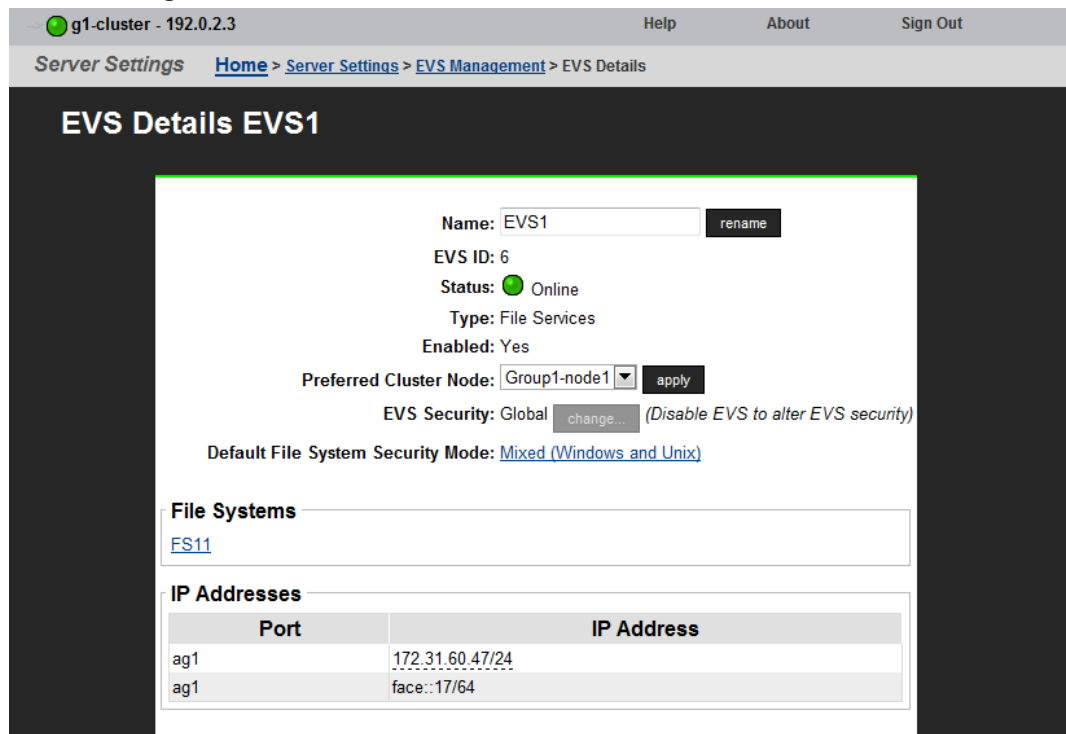 g1-cluster - 192.0.2.3 Help About Sign Out
Server Settings Home > Server Settings > EVS Management > EVS Details
EVS Details EVS1
Name: EVS1 rename
EVS ID: 6
Status: Online
Type: File Services
Enabled: Yes
Preferred Cluster Node: Group1-node1 apply
EVS Security: Global change... (Disable EVS to alter EVS security)
Default File System Security Mode: Mixed (Windows and Unix)
File Systems
FS11
IP Addresses
Port IP Address
ag1 172.31.60.47/24
ag1 face::17/64